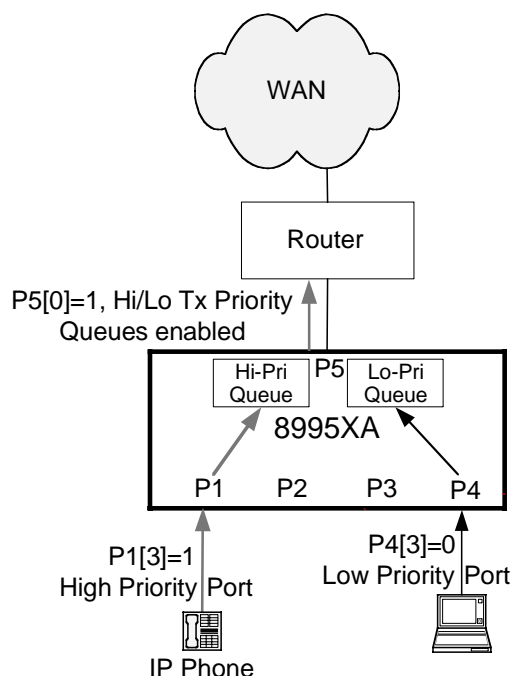 WAN
Router
P5[0]=1, Hi/Lo Tx Priority
Queues enabled
P5
Hi-Pri
Queue
Lo-Pri
Queue
8995XA
P1 P2 P3 P4
P1[3]=1
High Priority Port
P4[3]=0
Low Priority Port
IP Phone